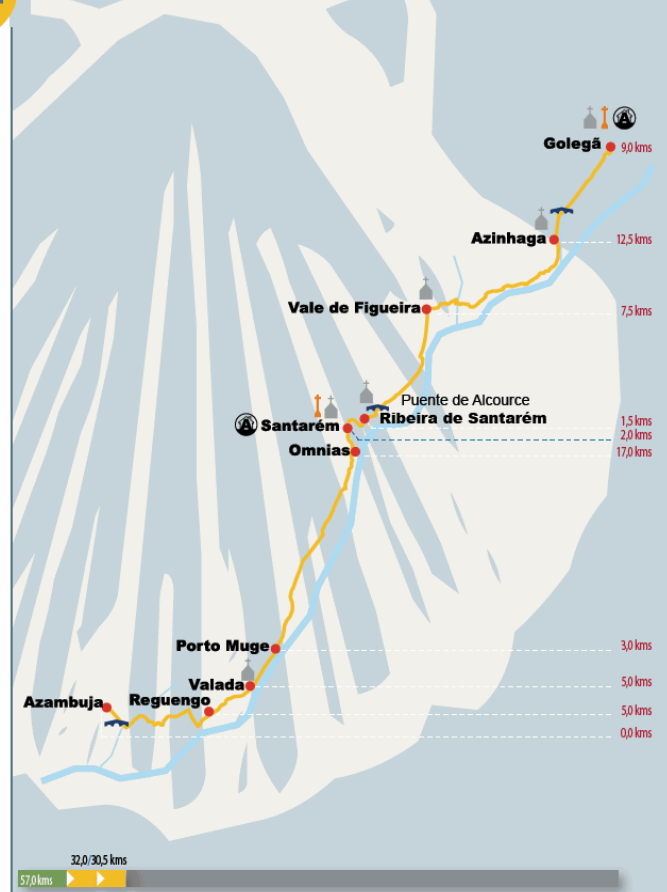 A
Golegã
9,0 kms
Azinhaga
12,5 kms
Vale de Figueira
7,5 kms
Puente de Alcource
Ribeira de Santarém
1,5 kms
A Santarém
2,0 kms
Omnias
17,0 kms
Porto Muge
3,0 kms
Valada
5,0 kms
Azambuja
Reguengo
5,0 kms
0,0 kms
32,0/30,5 kms
57,0 kms